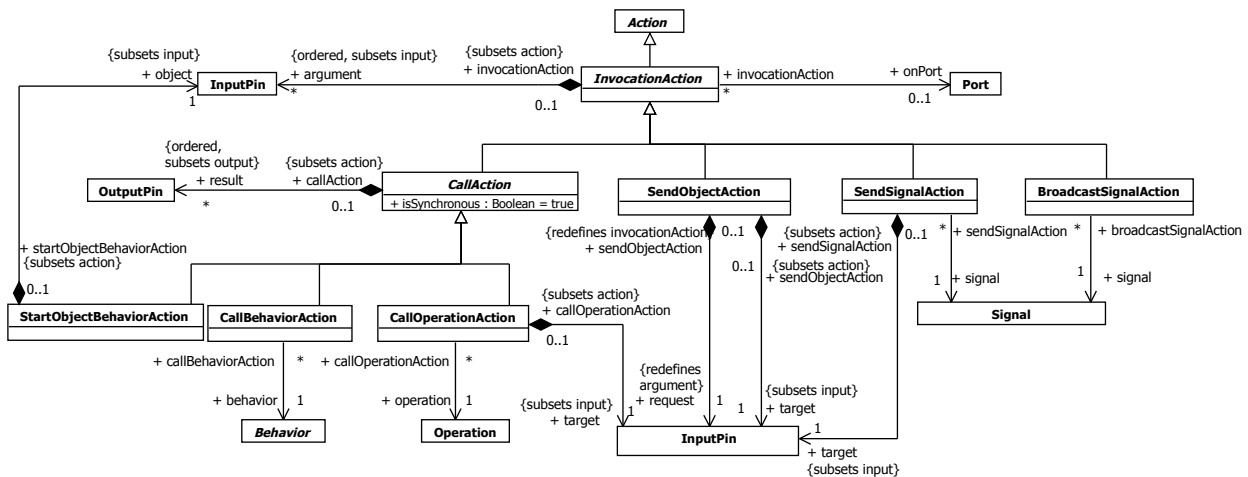 Action
{subsets input}
+ object
1
InputPin
{ordered, subsets input}
+ argument
*
{subsets action}
+ invocationAction
0..1
InvocationAction
+ invocationAction
*
+ onPort
0..1
Port
{ordered,
subsets output}
+ result
*
OutputPin
{subsets action}
+ callAction
0..1
CallAction
+ isSynchronous : Boolean = true
SendObjectAction
SendSignalAction
BroadcastSignalAction
{redefines invocationAction}
+ sendObjectAction
0..1
{subsets action}
+ sendSignalAction
0..1
{subsets action}
+ sendObjectAction
0..1
* + sendSignalAction
* + broadcastSignalAction
1 + signal
1 + signal
Signal
+ startObjectBehaviorAction
{subsets action}
0..1
StartObjectBehaviorAction
CallBehaviorAction
CallOperationAction
{subsets action}
+ callOperationAction
0..1
+ callBehaviorAction *
+ callOperationAction *
+ behavior 1
+ operation 1
Behavior
Operation
{subsets input}
+ target
1
{redefines
argument}
+ request
1
{subsets input}
+ target
1
InputPin
1
+ target
{subsets input}